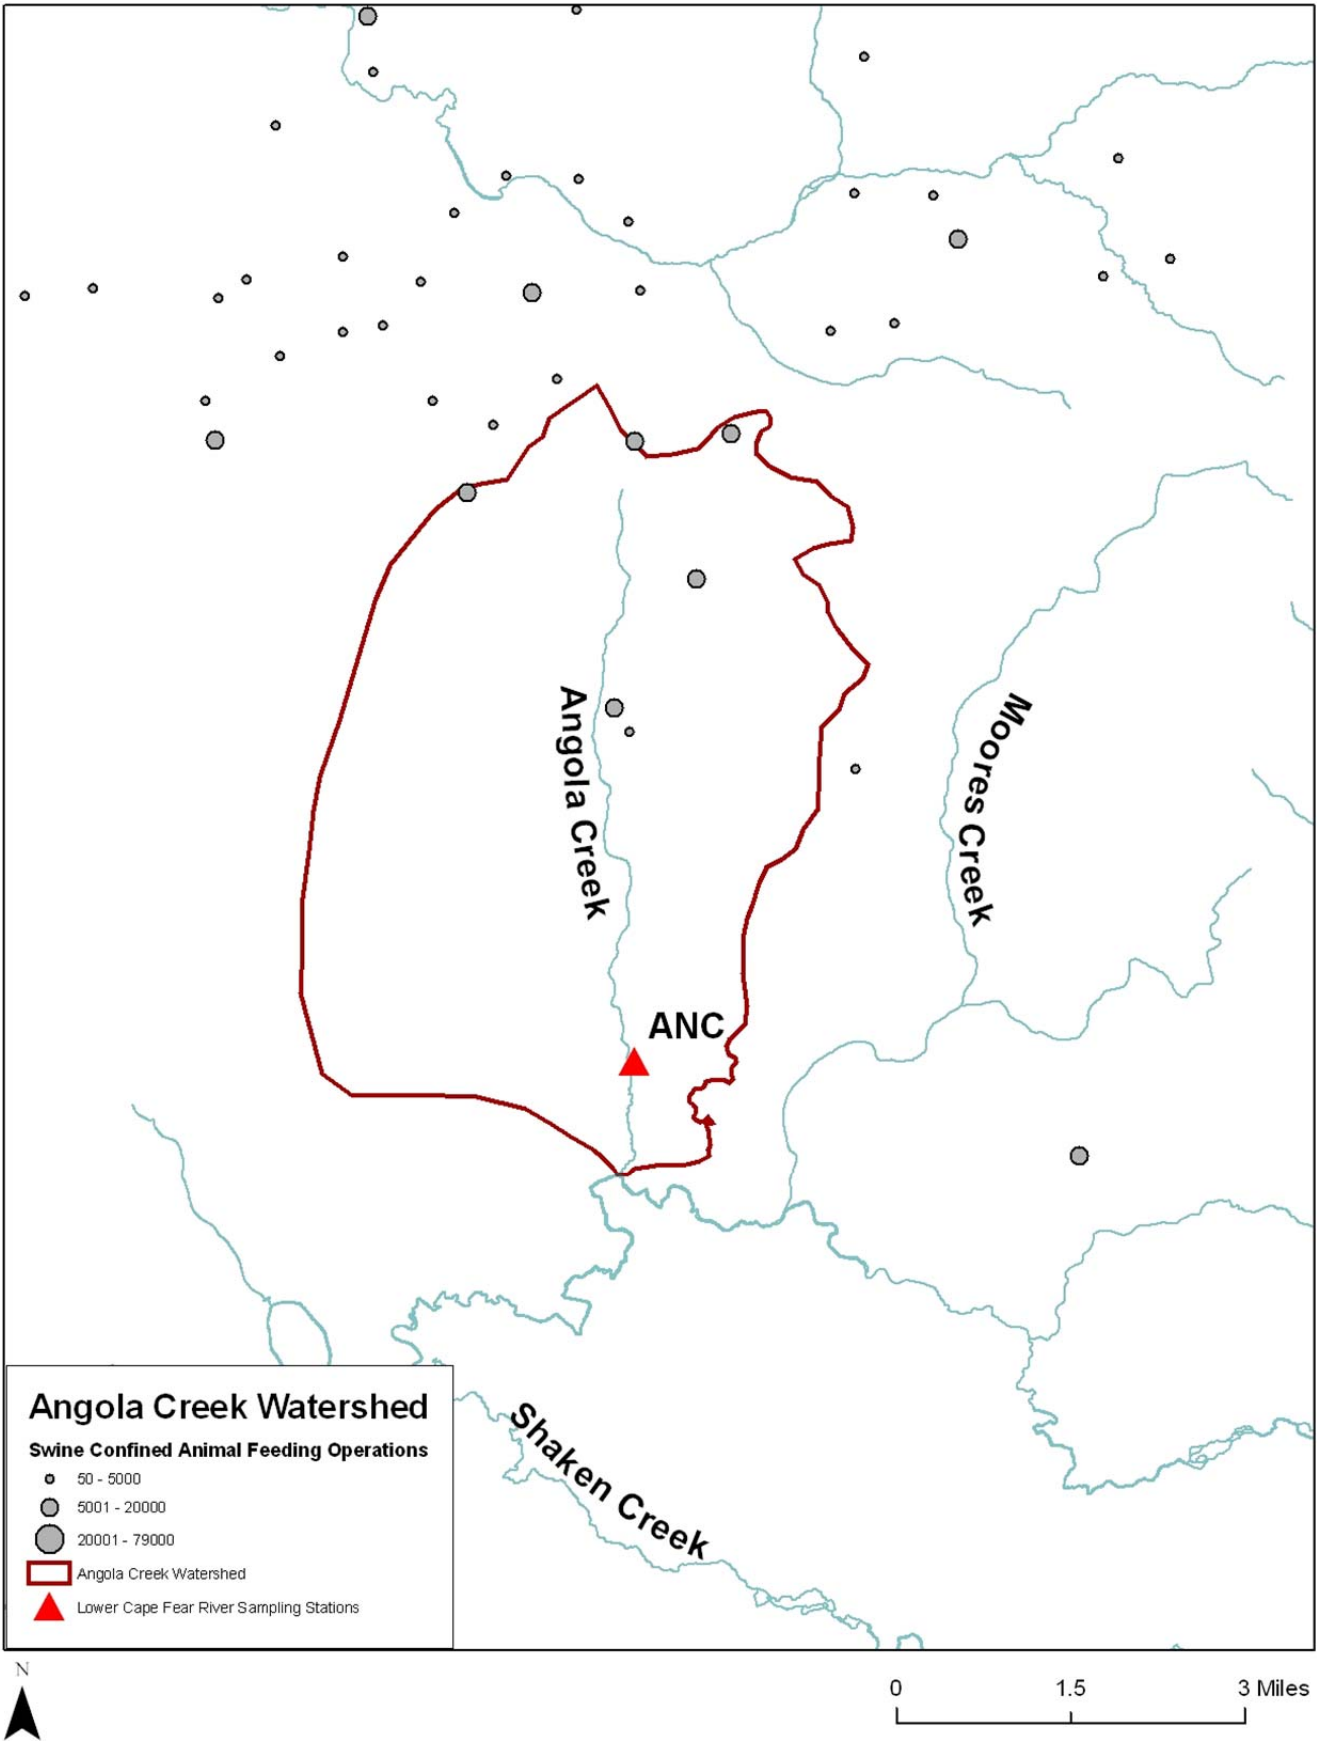 Angola Creek
Moores Creek
ANC
Shaken Creek
Angola Creek Watershed
Swine Confined Animal Feeding Operations
50 - 5000
5001 - 20000
20001 - 79000
Angola Creek Watershed
Lower Cape Fear River Sampling Stations
N
0 1.5 3 Miles